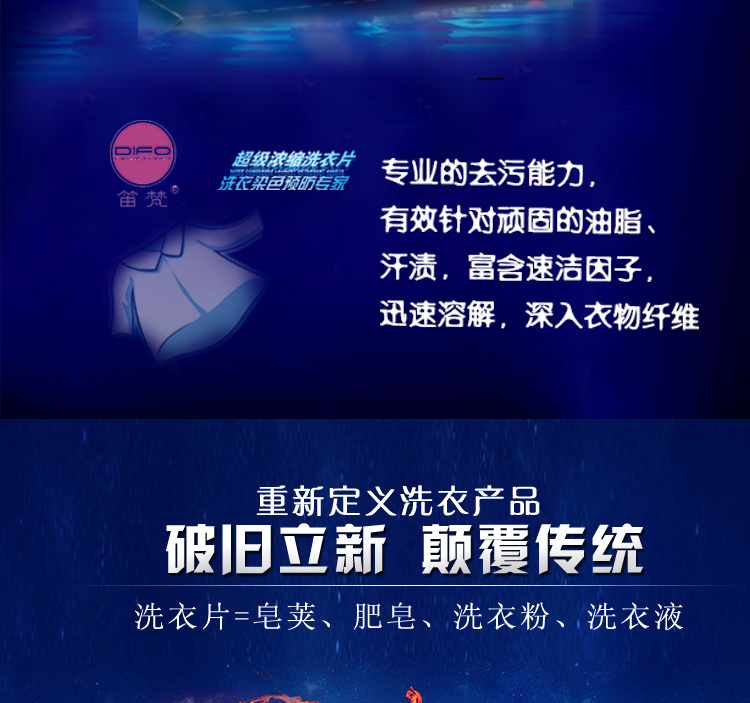 DIFO
笛梵®
超级浓缩洗衣片
洗衣染色预防专家
专业的去污能力，
有效针对顽固的油脂、
汗渍，富含速洁因子，
迅速溶解，深入衣物纤维
重新定义洗衣产品
破旧立新 颠覆传统
洗衣片=皂荚、肥皂、洗衣粉、洗衣液